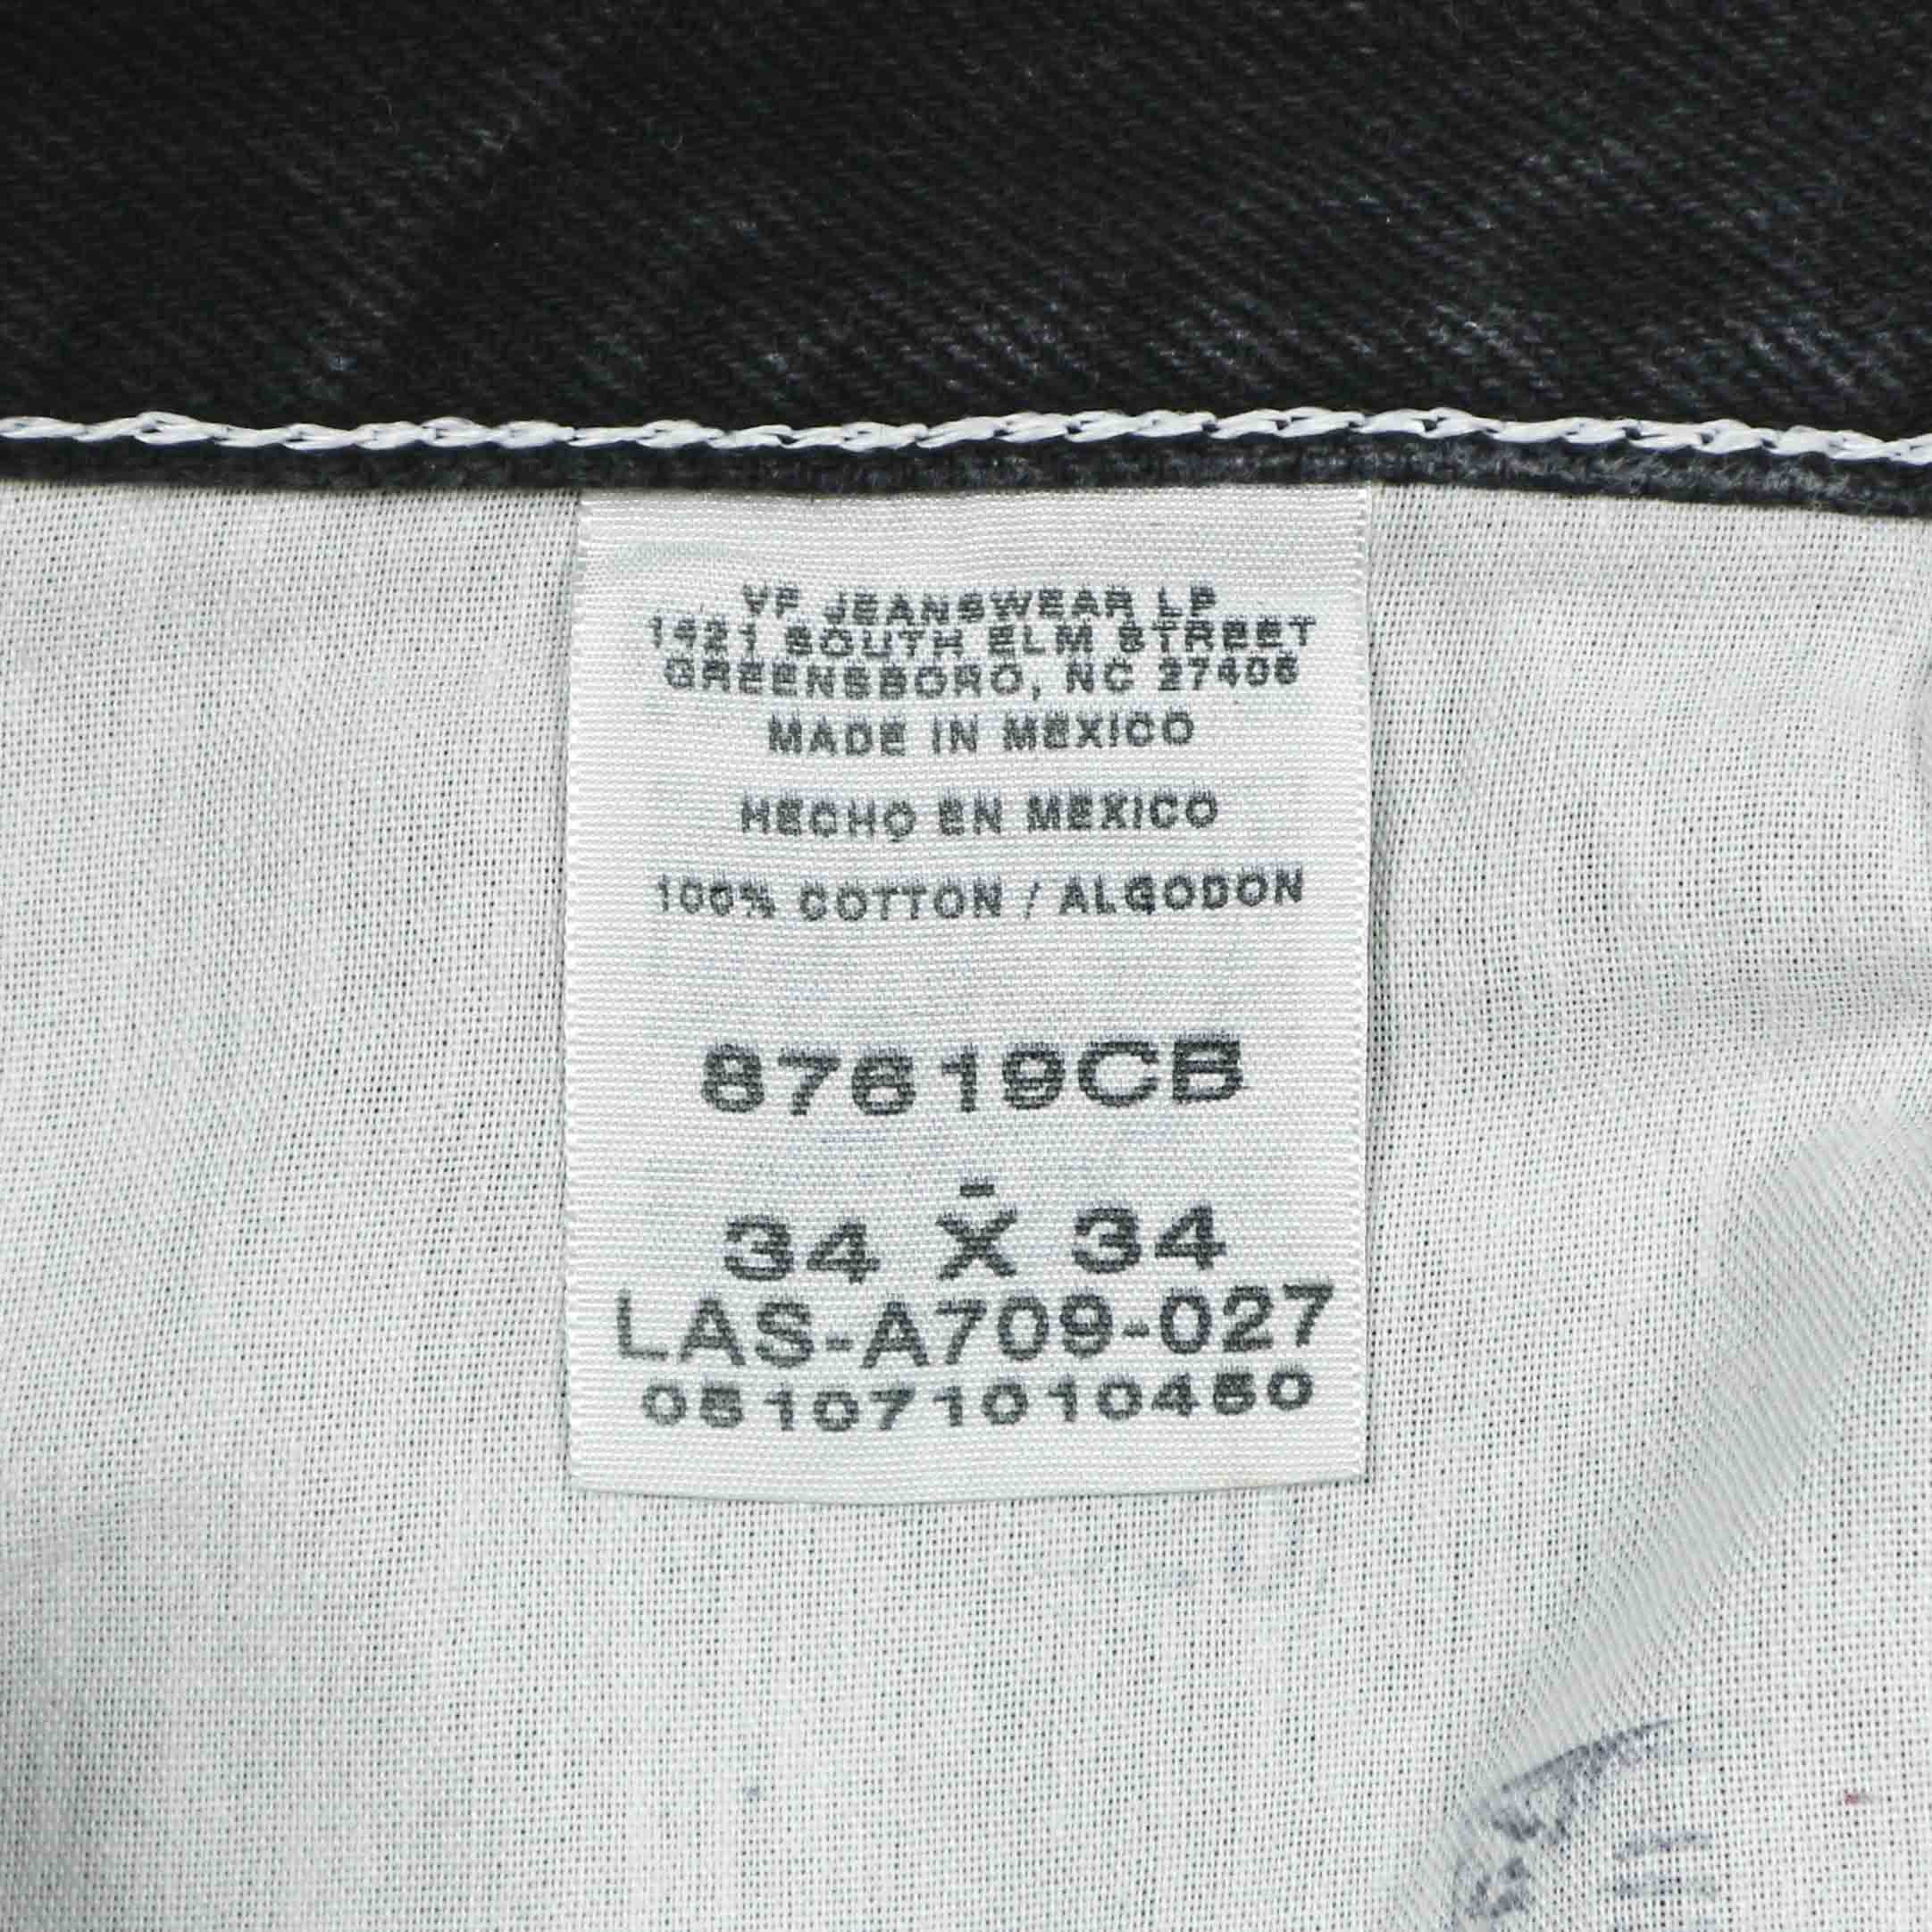 VF JEANSWEAR LP
1421 SOUTH ELM STREET
GREENSBORO, NC 27406
MADE IN MEXICO
HECHO EN MEXICO
100% COTTON / ALGODON
87619CB
-
34 X 34
LAS-A709-027
051071010450